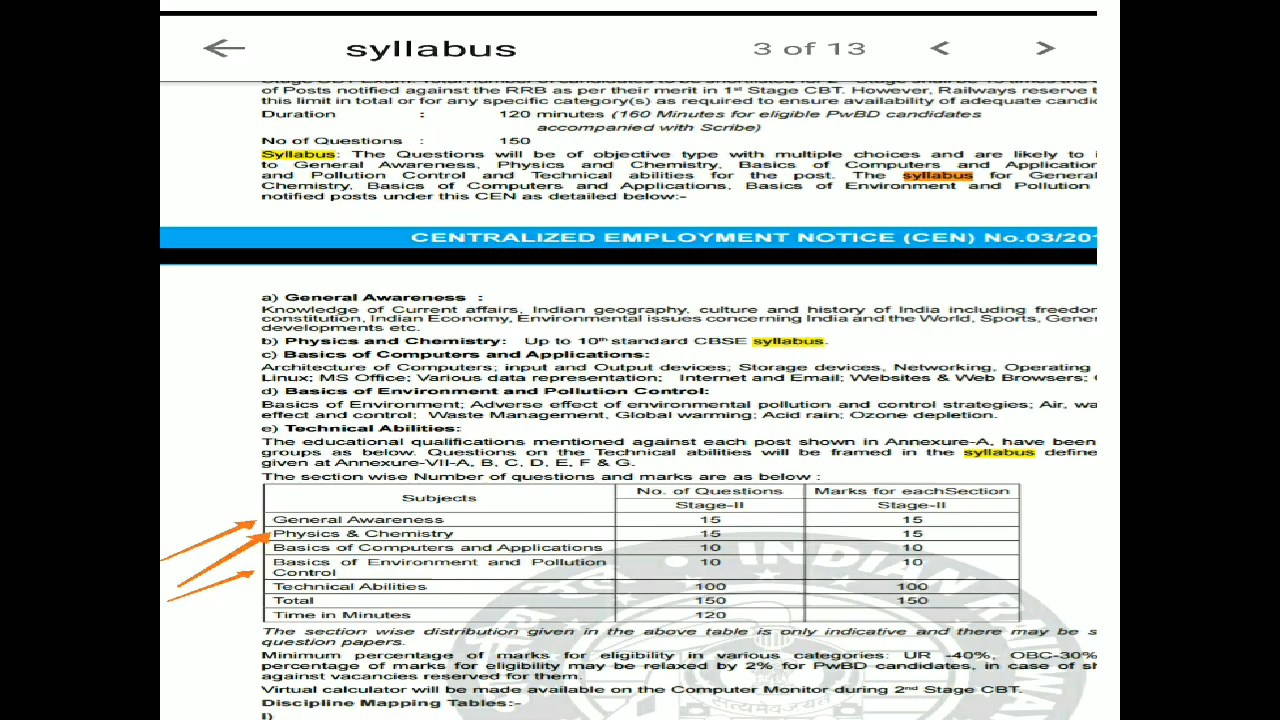 syllabus
3 of 13
of Posts notified against the RRB as per their merit in 1st Stage CBT. However, Railways reserve t
this limit in total or for any specific category(s) as required to ensure availability of adequate candid
Duration : 120 minutes (160 Minutes for eligible PwBD candidates
accompanied with Scribe)
No of Questions : 150
Syllabus: The Questions will be of objective type with multiple choices and are likely to i
to General Awareness, Physics and Chemistry, Basics of Computers and Application
and Pollution Control and Technical abilities for the post. The syllabus for General
Chemistry, Basics of Computers and Applications, Basics of Environment and Pollution
notified posts under this CEN as detailed below:-
CENTRALIZED EMPLOYMENT NOTICE (CEN) No.03/201
a) General Awareness :
Knowledge of Current affairs, Indian geography, culture and history of India including freedom
constitution, Indian Economy, Environmental issues concerning India and the World, Sports, Gener
developments etc.
b) Physics and Chemistry: Up to 10th standard CBSE syllabus.
c) Basics of Computers and Applications:
Architecture of Computers; input and Output devices; Storage devices, Networking, Operating
Linux; MS Office; Various data representation; Internet and Email; Websites & Web Browsers;
d) Basics of Environment and Pollution Control:
Basics of Environment; Adverse effect of environmental pollution and control strategies; Air, wa
effect and control; Waste Management, Global warming; Acid rain; Ozone depletion.
e) Technical Abilities:
The educational qualifications mentioned against each post shown in Annexure-A, have been
groups as below. Questions on the Technical abilities will be framed in the syllabus define
given at Annexure-VII-A, B, C, D, E, F & G.
The section wise Number of questions and marks are as below :
Subjects No. of Questions Marks for eachSection
Stage-II Stage-II
General Awareness 15 15
Physics & Chemistry 15 15
Basics of Computers and Applications 10 10
Basics of Environment and Pollution 10 10
Control
Technical Abilities 100 100
Total 150 150
Time in Minutes 120
The section wise distribution given in the above table is only indicative and there may be s
question papers.
Minimum percentage of marks for eligibility in various categories: UR -40%, OBC-30%
percentage of marks for eligibility may be relaxed by 2% for PwBD candidates, in case of sh
against vacancies reserved for them.
Virtual calculator will be made available on the Computer Monitor during 2nd Stage CBT.
Discipline Mapping Tables:-
I)
INDIAN RAILWAY
सत्यमेव जयते